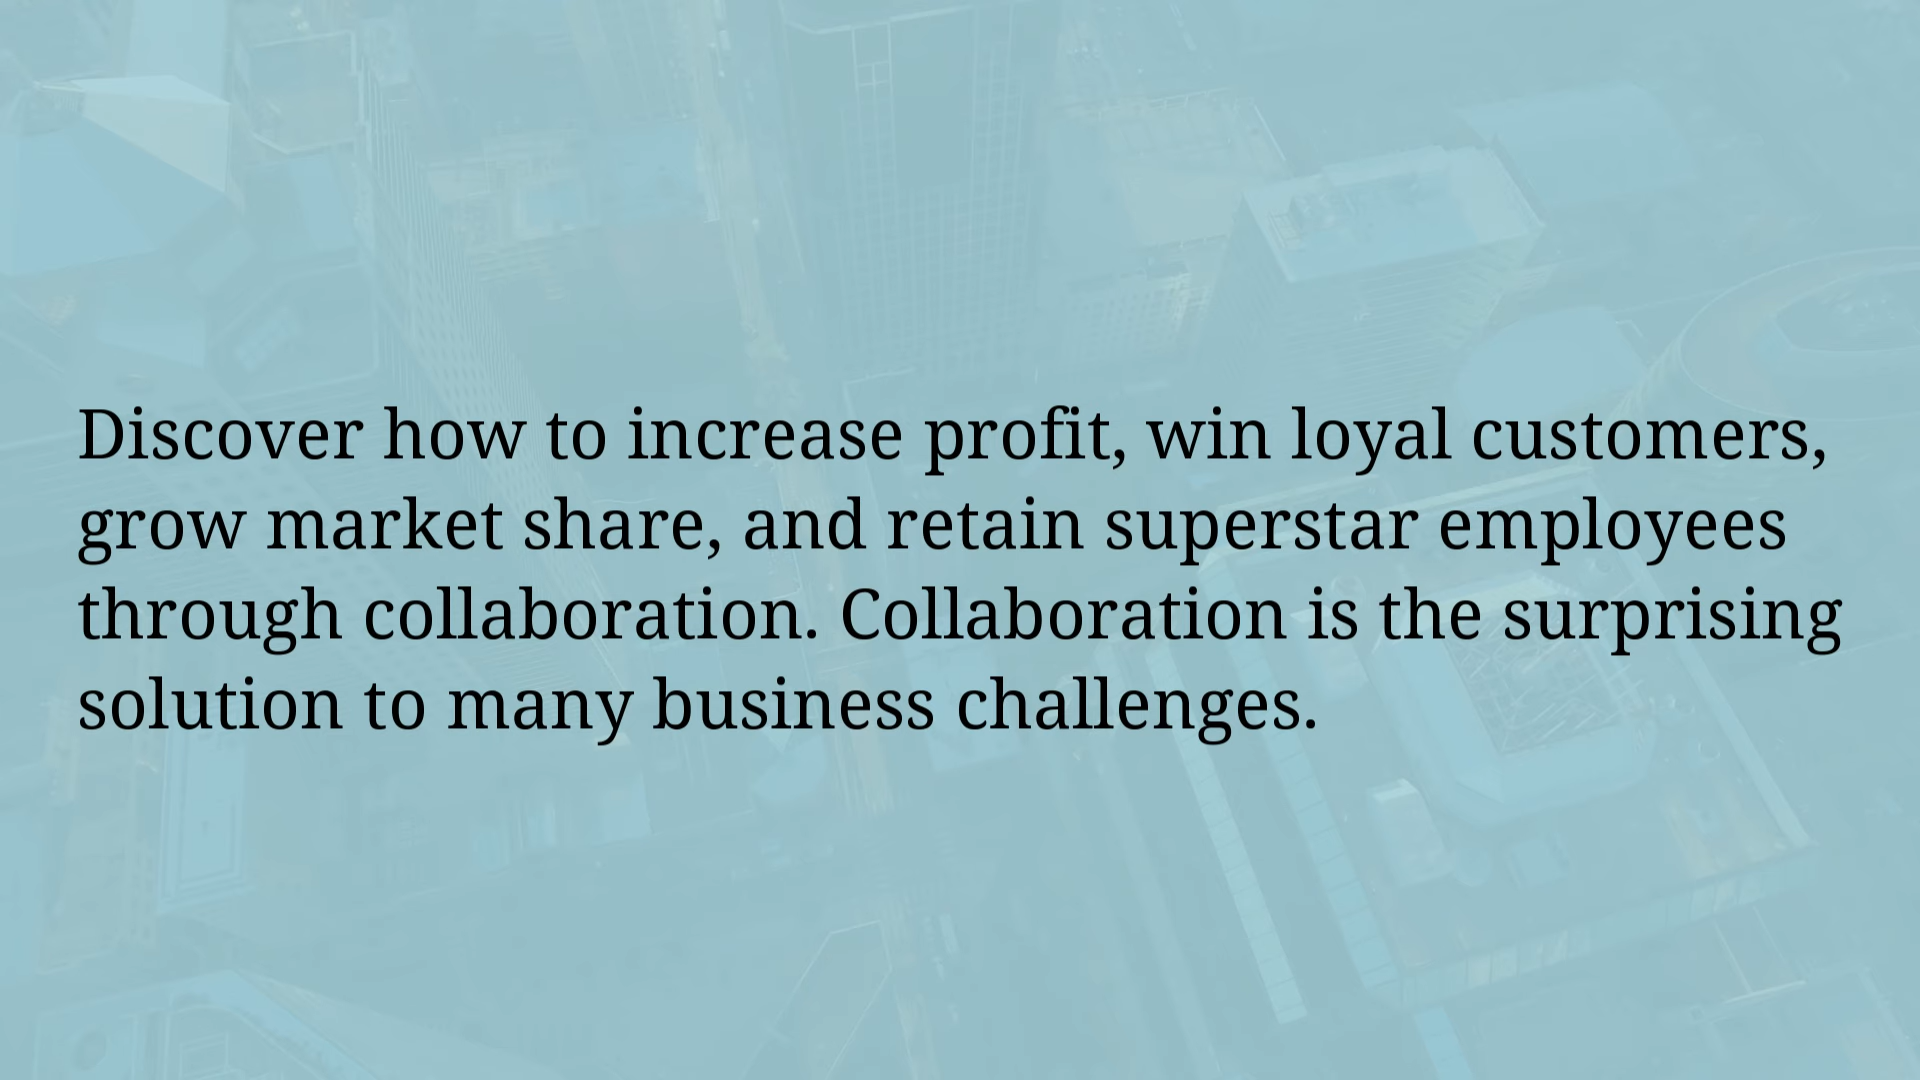 Discover how to increase profit, win loyal customers,
grow market share, and retain superstar employees
through collaboration. Collaboration is the surprising
solution to many business challenges.